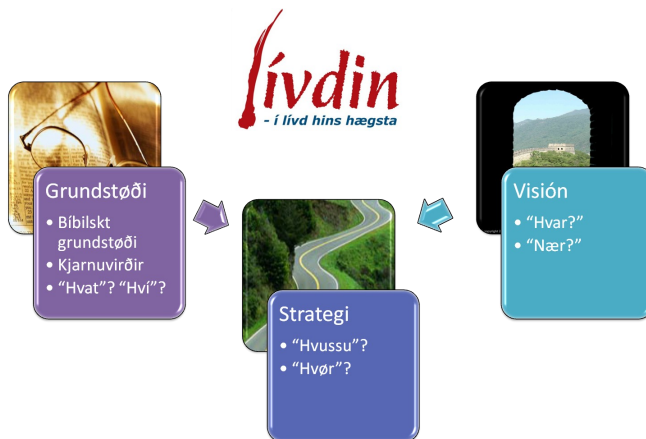 lívdin
- í lívd hins hægsta
Grundstøði
• Bíbilskt
grundstøði
• Kjarnuvirðir
• “Hvat”? “Hví”?
Strategi
• “Hvussu”?
• “Hvør”?
Visión
• “Hvar?”
• “Nær?”